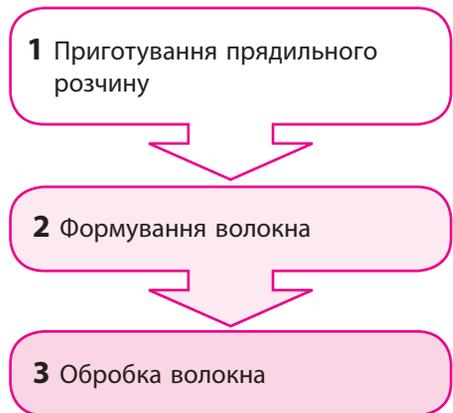 1 Приготування прядильного
розчину
2 Формування волокна
3 Обробка волокна